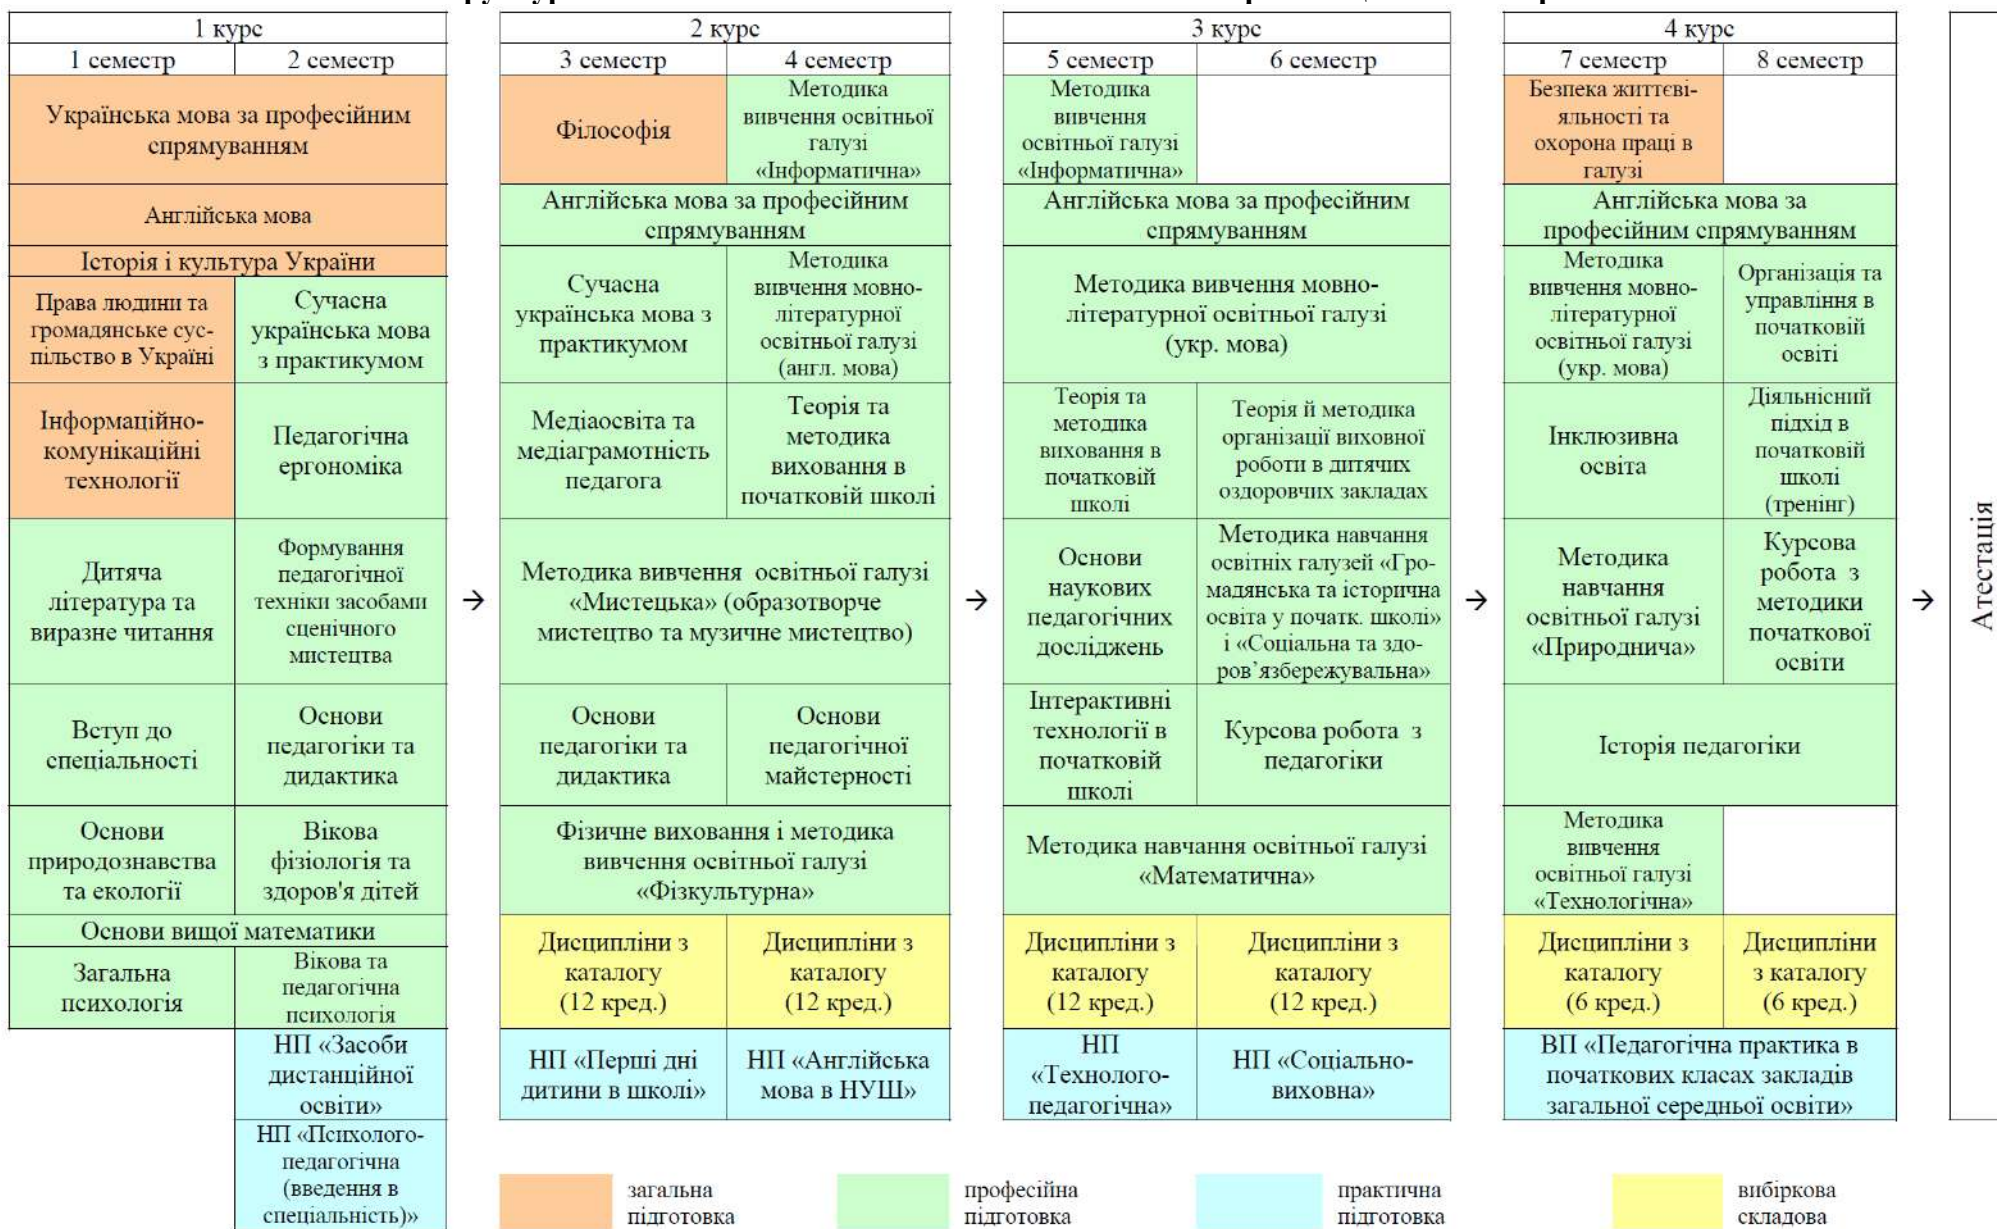 1 курс
1 семестр
2 семестр
Українська мова за професійним
спрямуванням
Англійська мова
Історія і культура України
Права людини та
громадянське сус-
пільство в Україні
Сучасна
українська мова
з практикумом
Інформаційно-
комунікаційні
технології
Педагогічна
ергономіка
Дитяча
література та
виразне читання
Формування
педагогічної
техніки засобами
сценічного
мистецтва
Вступ до
спеціальності
Основи
педагогіки та
дидактика
Основи
природознавства
та екології
Вікова
фізіологія та
здоров'я дітей
Основи вищої математики
Загальна
психологія
Вікова та
педагогічна
психологія
НП «Засоби
дистанційної
освіти»
НП «Психолого-
педагогічна
(введення в
спеціальність)»
→
2 курс
3 семестр
4 семестр
Філософія
Методика
вивчення освітньої
галузі
«Інформатична»
Англійська мова за професійним
спрямуванням
Сучасна
українська мова з
практикумом
Методика
вивчення мовно-
літературної
освітньої галузі
(англ. мова)
Медіаосвіта та
медіаграмотність
педагога
Теорія та
методика
виховання в
початковій школі
Методика вивчення освітньої галузі
«Мистецька» (образотворче
мистецтво та музичне мистецтво)
Основи
педагогіки та
дидактика
Основи
педагогічної
майстерності
Фізичне виховання і методика
вивчення освітньої галузі
«Фізкультурна»
Дисципліни з
каталогу
(12 кред.)
Дисципліни з
каталогу
(12 кред.)
НП «Перші дні
дитини в школі»
НП «Англійська
мова в НУШ»
→
3 курс
5 семестр
6 семестр
Методика
вивчення
освітньої галузі
«Інформатична»
Англійська мова за професійним
спрямуванням
Методика вивчення мовно-
літературної освітньої галузі
(укр. мова)
Теорія та
методика
виховання в
початковій
школі
Теорія й методика
організації виховної
роботи в дитячих
оздоровчих закладах
Основи
наукових
педагогічних
досліджень
Методика навчання
освітніх галузей «Гро-
мадянська та історична
освіта у початк. школі»
і «Соціальна та здо-
ров’язбережувальна»
Інтерактивні
технології в
початковій
школі
Курсова робота з
педагогіки
Методика навчання освітньої галузі
«Математична»
Дисципліни з
каталогу
(12 кред.)
Дисципліни з
каталогу
(12 кред.)
НП
«Технолого-
педагогічна»
НП «Соціально-
виховна»
→
4 курс
7 семестр
8 семестр
Безпека життєві-
яльності та
охорона праці в
галузі
Англійська мова за
професійним спрямуванням
Методика
вивчення мовно-
літературної
освітньої галузі
(укр. мова)
Організація та
управління в
початковій
освіті
Інклюзивна
освіта
Діяльнісний
підхід в
початковій
школі
(тренінг)
Методика
навчання
освітньої галузі
«Природнича»
Курсова
робота з
методики
початкової
освіти
Історія педагогіки
Методика
вивчення
освітньої галузі
«Технологічна»
Дисципліни з
каталогу
(6 кред.)
Дисципліни
з каталогу
(6 кред.)
ВП «Педагогічна практика в
початкових класах закладів
загальної середньої освіти»
→
Атестація
загальна
підготовка
професійна
підготовка
практична
підготовка
вибіркова
складова